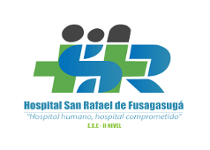 HSR
Hospital San Rafael de Fusagasugá
"Hospital humano, hospital comprometido"
E.S.E - II NIVEL